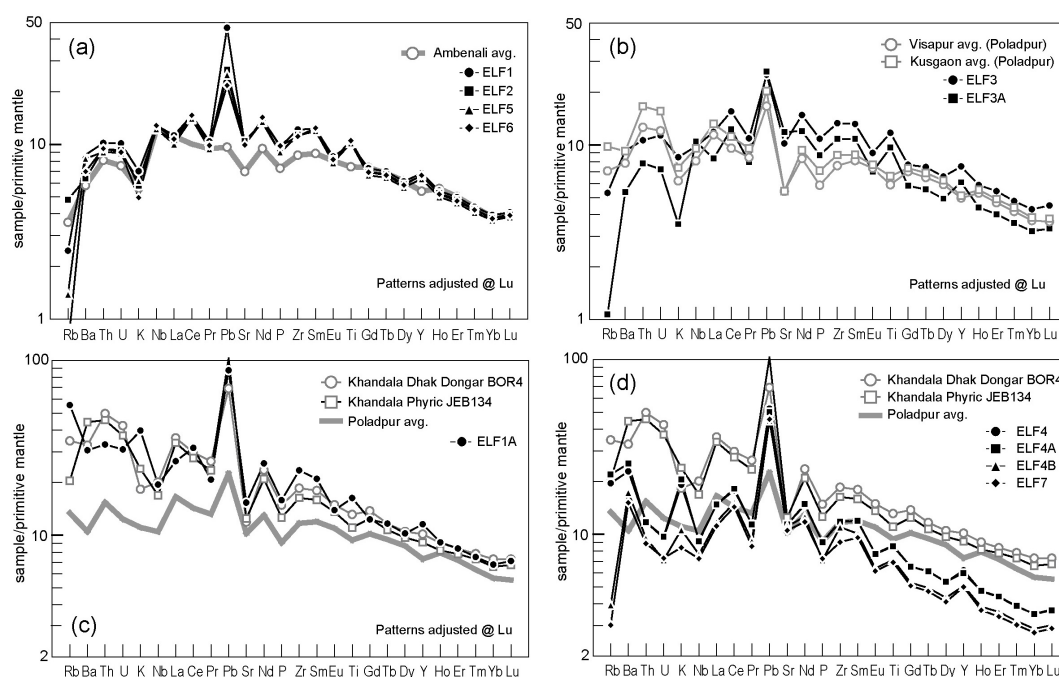 50
(a)
Ambenali avg.
ELF1
ELF2
ELF5
ELF6
10
sample/primitive mantle
Patterns adjusted @ Lu
1
Rb Ba Th U K Nb La Ce Pr Pb Sr Nd P Zr Sm Eu Ti Gd Tb Dy Y Ho Er Tm Yb Lu
50
(b)
Visapur avg. (Poladpur)
Kusgaon avg. (Poladpur)
ELF3
ELF3A
10
sample/primitive mantle
Patterns adjusted @ Lu
1
Rb Ba Th U K Nb La Ce Pr Pb Sr Nd P Zr Sm Eu Ti Gd Tb Dy Y Ho Er Tm Yb Lu
100
Khandala Dhak Dongar BOR4
Khandala Phyric JEB134
Poladpur avg.
ELF1A
10
sample/primitive mantle
(c)
Patterns adjusted @ Lu
2
Rb Ba Th U K Nb La Ce Pr Pb Sr Nd P Zr Sm Eu Ti Gd Tb Dy Y Ho Er Tm Yb Lu
100
(d)
Khandala Dhak Dongar BOR4
Khandala Phyric JEB134
Poladpur avg.
ELF4
ELF4A
ELF4B
ELF7
10
sample/primitive mantle
2
Rb Ba Th U K Nb La Ce Pr Pb Sr Nd P Zr Sm Eu Ti Gd Tb Dy Y Ho Er Tm Yb Lu